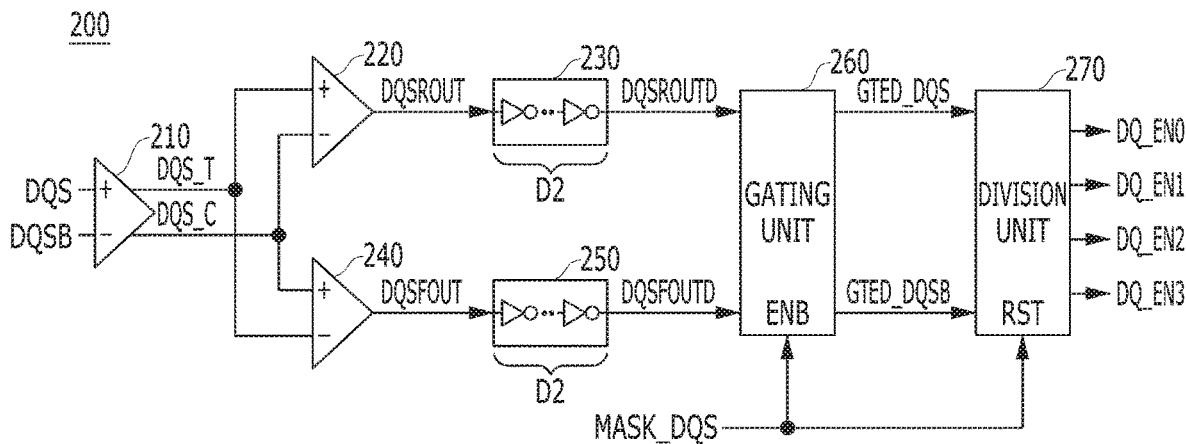 200
220
DQSROUT
230
DQSROUTD
260
GTED_DQS
270
DQ_EN0
210
DQS_T
DQS
DQSB
DQS_C
+
−
+
−
D2
GATING
UNIT
DIVISION
UNIT
DQ_EN1
DQ_EN2
240
DQSFOUT
250
DQSFOUTD
GTED_DQSB
DQ_EN3
+
−
D2
ENB
RST
MASK_DQS